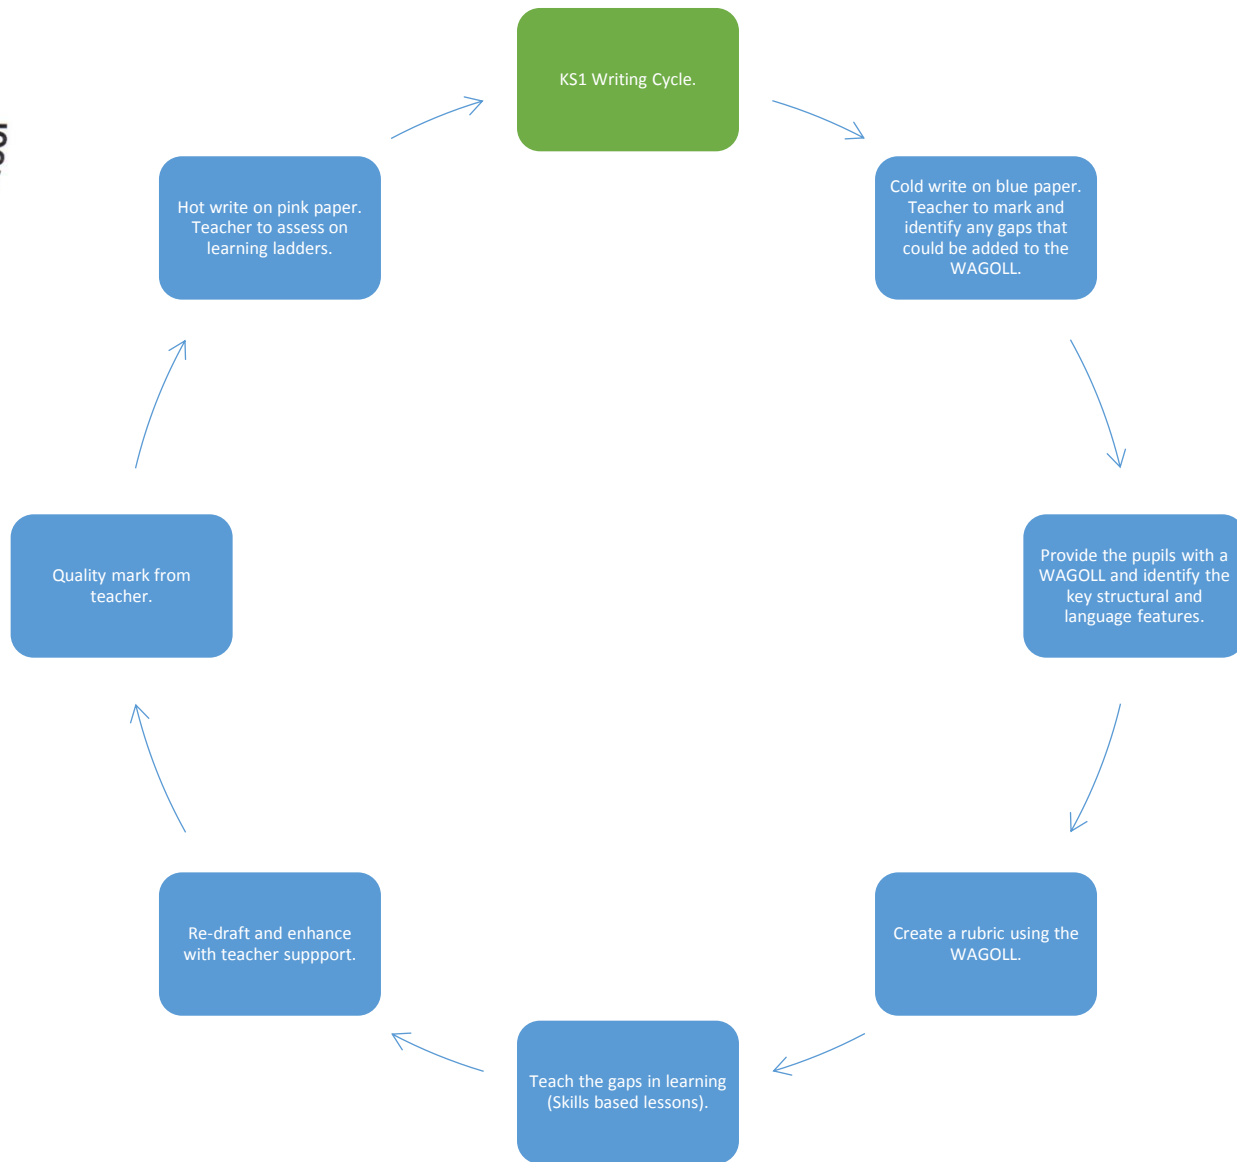 KS1 Writing Cycle.
Cold write on blue paper.
Teacher to mark and
identify any gaps that
could be added to the
WAGOLL.
Provide the pupils with a
WAGOLL and identify the
key structural and
language features.
Create a rubric using the
WAGOLL.
Teach the gaps in learning
(Skills based lessons).
Re-draft and enhance
with teacher suppport.
Quality mark from
teacher.
Hot write on pink paper.
Teacher to assess on
learning ladders.